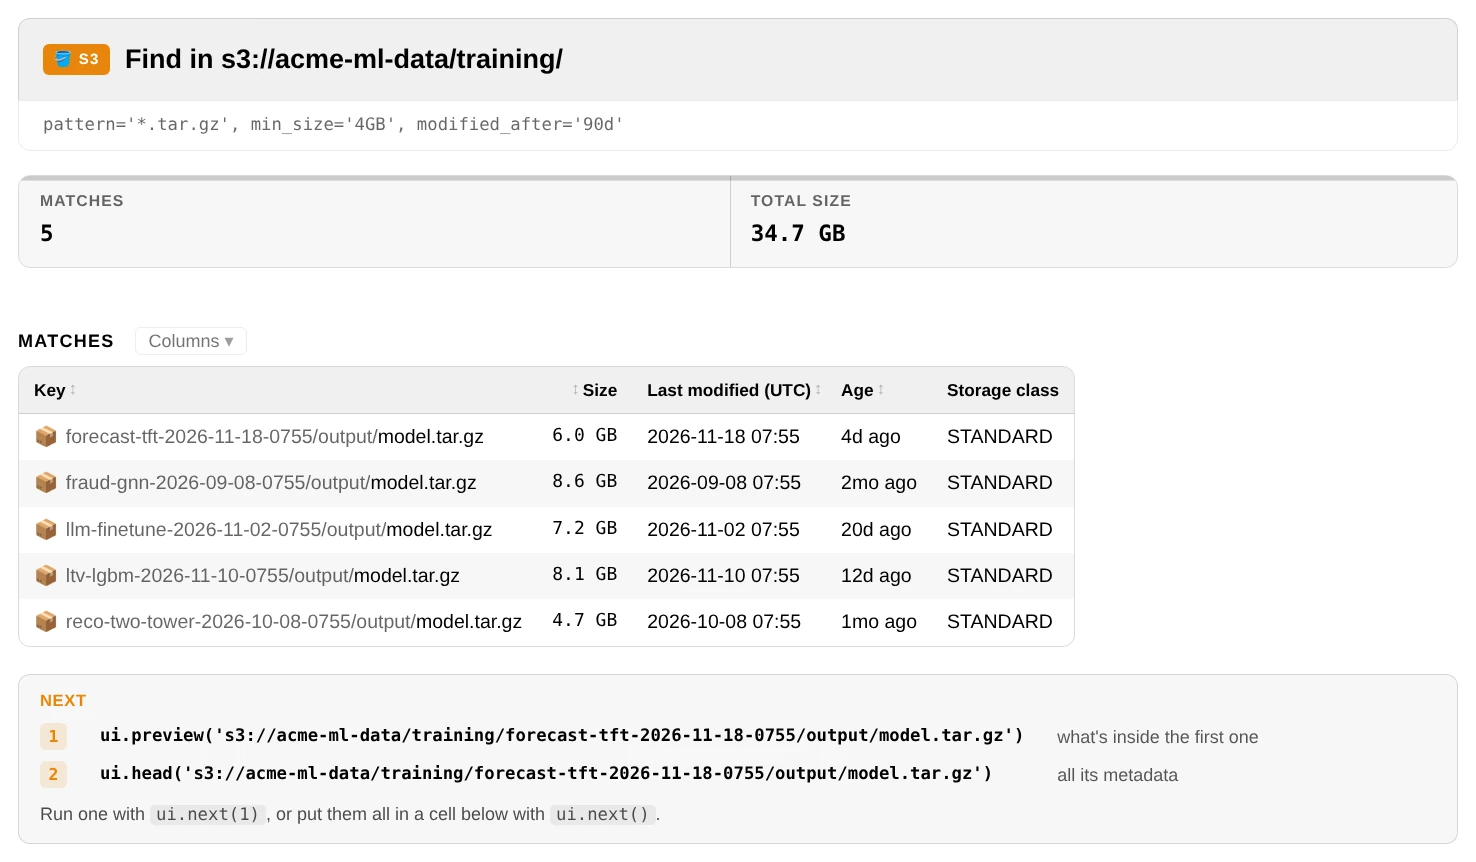 S3 Find in s3://acme-ml-data/training/
pattern='*.tar.gz', min_size='4GB', modified_after='90d'
MATCHES TOTAL SIZE
5 34.7 GB
MATCHES Columns ▾
Key ↕ ↕ Size Last modified (UTC) ↕ Age ↕ Storage class
forecast-tft-2026-11-18-0755/output/model.tar.gz 6.0 GB 2026-11-18 07:55 4d ago STANDARD
fraud-gnn-2026-09-08-0755/output/model.tar.gz 8.6 GB 2026-09-08 07:55 2mo ago STANDARD
llm-finetune-2026-11-02-0755/output/model.tar.gz 7.2 GB 2026-11-02 07:55 20d ago STANDARD
ltv-lgbm-2026-11-10-0755/output/model.tar.gz 8.1 GB 2026-11-10 07:55 12d ago STANDARD
reco-two-tower-2026-10-08-0755/output/model.tar.gz 4.7 GB 2026-10-08 07:55 1mo ago STANDARD
NEXT
1 ui.preview('s3://acme-ml-data/training/forecast-tft-2026-11-18-0755/output/model.tar.gz') what's inside the first one
2 ui.head('s3://acme-ml-data/training/forecast-tft-2026-11-18-0755/output/model.tar.gz') all its metadata
Run one with ui.next(1), or put them all in a cell below with ui.next().